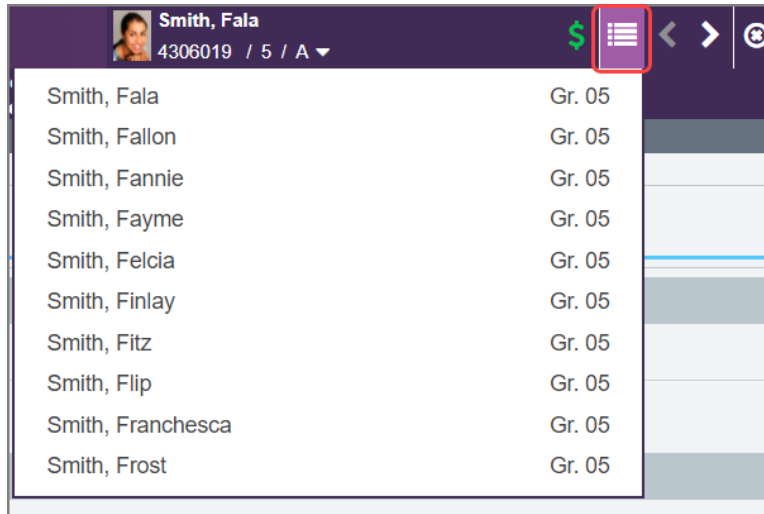 Smith, Fala
4306019 / 5 / A
$
Smith, Fala Gr. 05
Smith, Fallon Gr. 05
Smith, Fannie Gr. 05
Smith, Fayme Gr. 05
Smith, Felcia Gr. 05
Smith, Finlay Gr. 05
Smith, Fitz Gr. 05
Smith, Flip Gr. 05
Smith, Franchesca Gr. 05
Smith, Frost Gr. 05